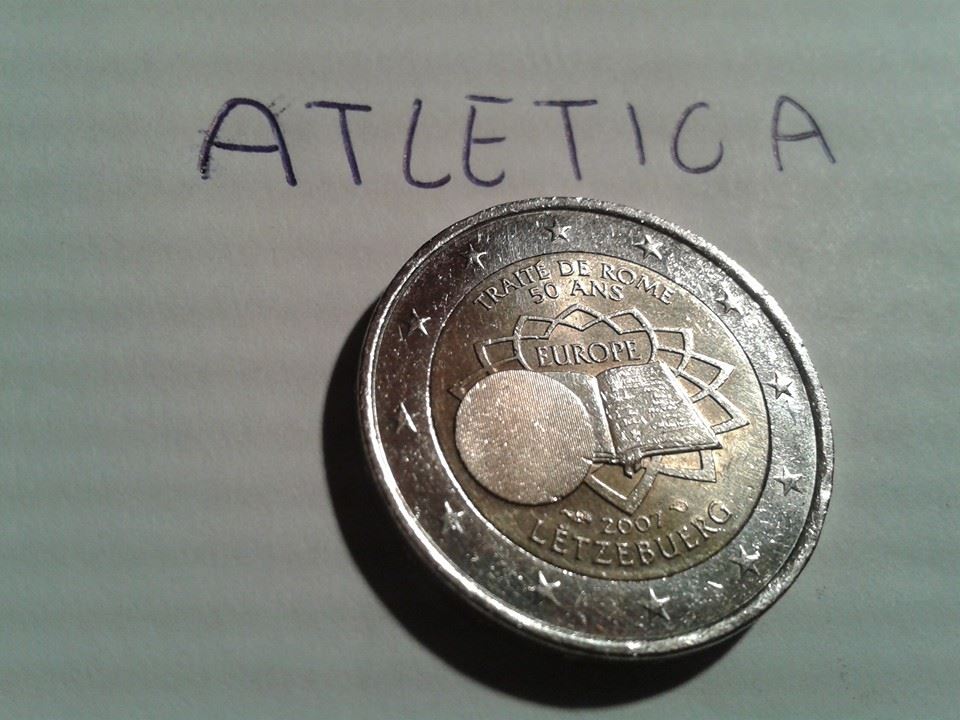 ATLETICA
TRAITÉ DE ROME
50 ANS
EUROPE
2007
LËTZEBUERG